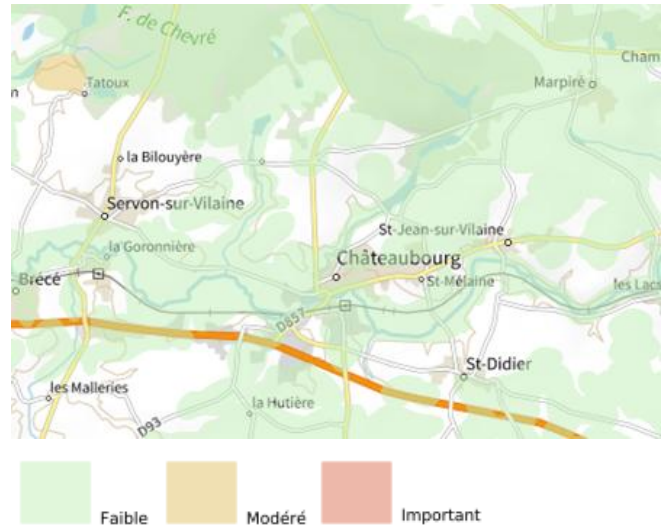 F. de Chevré
Cham
Tatoux
Marpiré
n
la Bilouyère
Servon-sur-Vilaine
la Goronnière
St-Jean-sur-Vilaine
Châteaubourg
Brécé
St-Mélaine
les Lacs
D857
St-Didier
les Malleries
la Hutière
D93
Faible Modéré Important